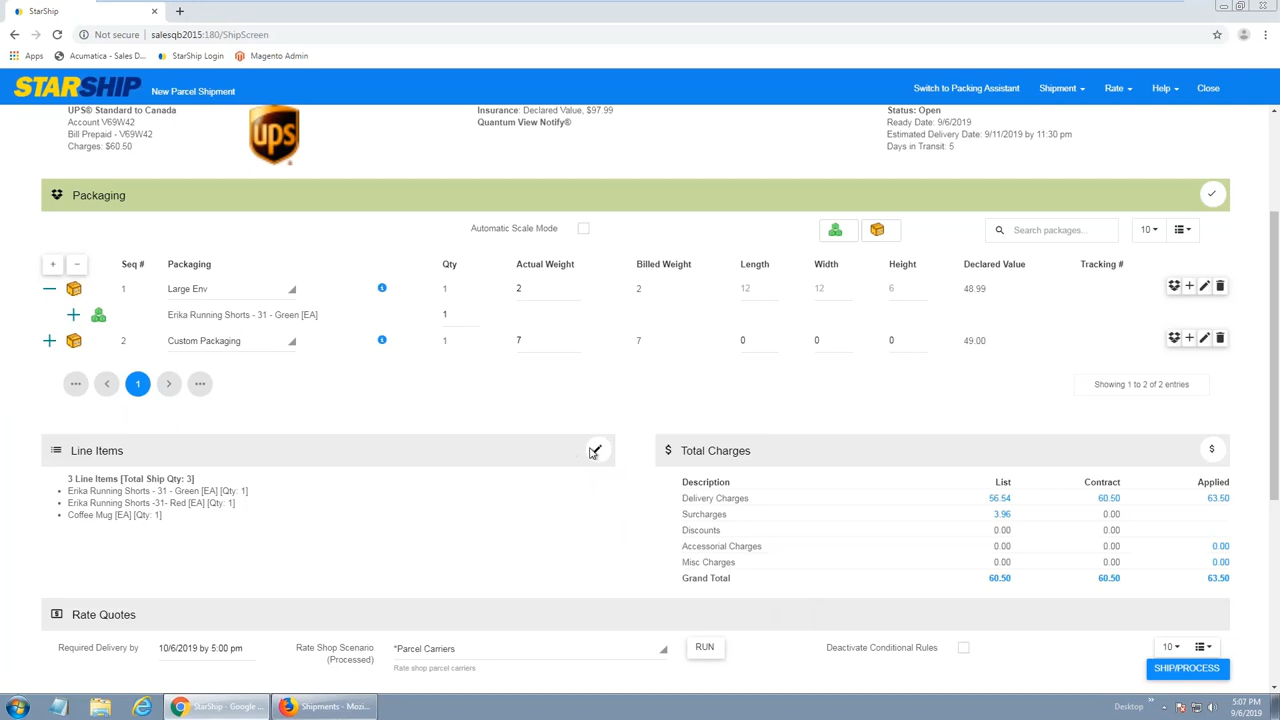 StarShip
Not secure | salesqb2015:180/ShipScreen
Apps Acumatica - Sales D... StarShip Login Magento Admin
STARSHIP New Parcel Shipment Switch to Packing Assistant Shipment Rate Help Close
UPS® Standard to Canada
Account V69W42
Bill Prepaid - V69W42
Charges: $60.50
ups
Insurance: Declared Value, $97.99
Quantum View Notify®
Status: Open
Ready Date: 9/6/2019
Estimated Delivery Date: 9/11/2019 by 11:30 pm
Days in Transit: 5
Packaging
Automatic Scale Mode Search packages... 10
+ − Seq # Packaging Qty Actual Weight Billed Weight Length Width Height Declared Value Tracking #
1 Large Env 1 2 2 12 12 6 48.99
Erika Running Shorts - 31 - Green [EA] 1
2 Custom Packaging 1 7 7 0 0 0 49.00
... < 1 > ... Showing 1 to 2 of 2 entries
Line Items
3 Line Items [Total Ship Qty: 3]
• Erika Running Shorts - 31 - Green [EA] [Qty: 1]
• Erika Running Shorts -31- Red [EA] [Qty: 1]
• Coffee Mug [EA] [Qty: 1]
$ Total Charges $
Description List Contract Applied
Delivery Charges 56.54 60.50 63.50
Surcharges 3.96 0.00
Discounts 0.00 0.00
Accessorial Charges 0.00 0.00 0.00
Misc Charges 0.00 0.00 0.00
Grand Total 60.50 60.50 63.50
Rate Quotes
Required Delivery by 10/6/2019 by 5:00 pm Rate Shop Scenario (Processed) *Parcel Carriers RUN Deactivate Conditional Rules 10
Rate shop parcel carriers
SHIP/PROCESS
StarShip - Google ... Shipments - Mozi... Desktop » 5:07 PM
9/6/2019